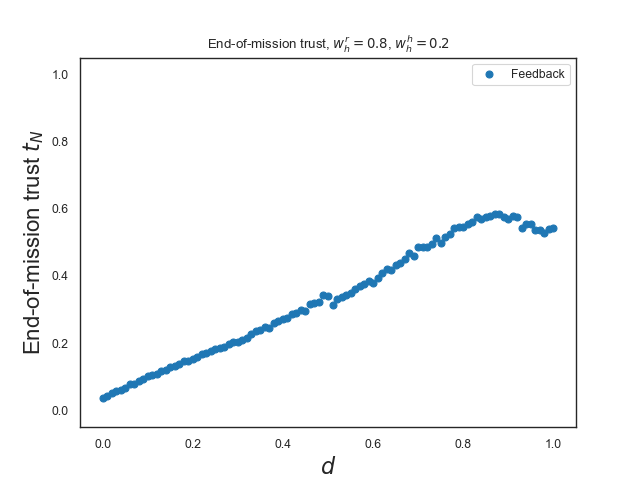 End-of-mission trust, $w_h^r = 0.8$, $w_h^h = 0.2$
Feedback
1.0
0.8
0.6
0.4
0.2
0.0
End-of-mission trust $t_N$
0.0 0.2 0.4 0.6 0.8 1.0
$d$